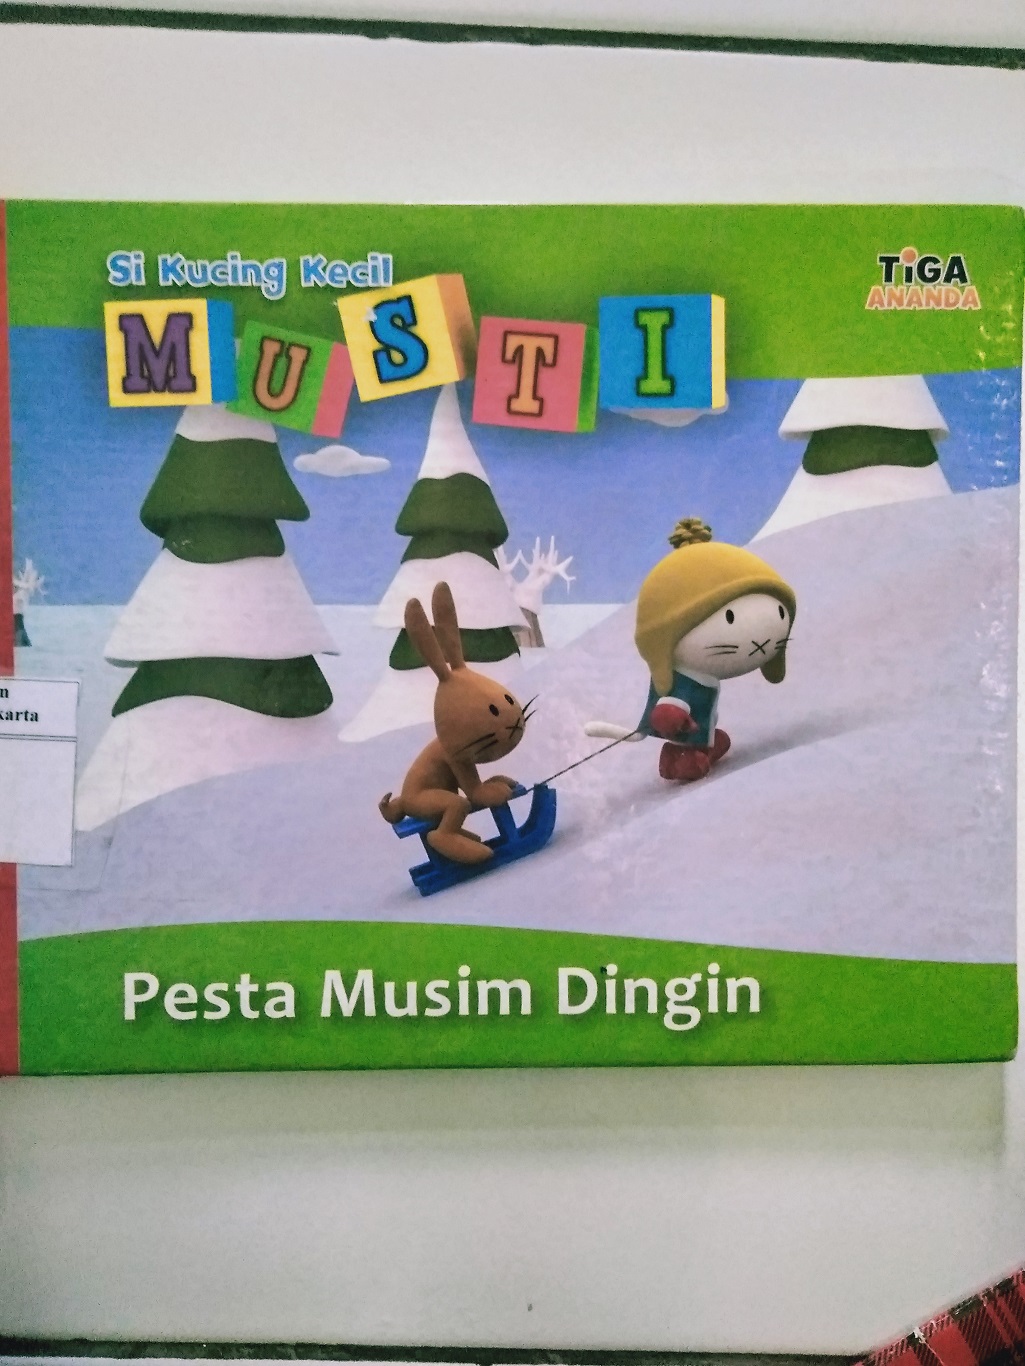 Si Kucing Kecil
MUSTI
TiGA
ANANDA
n
karta
Pesta Musim Dingin